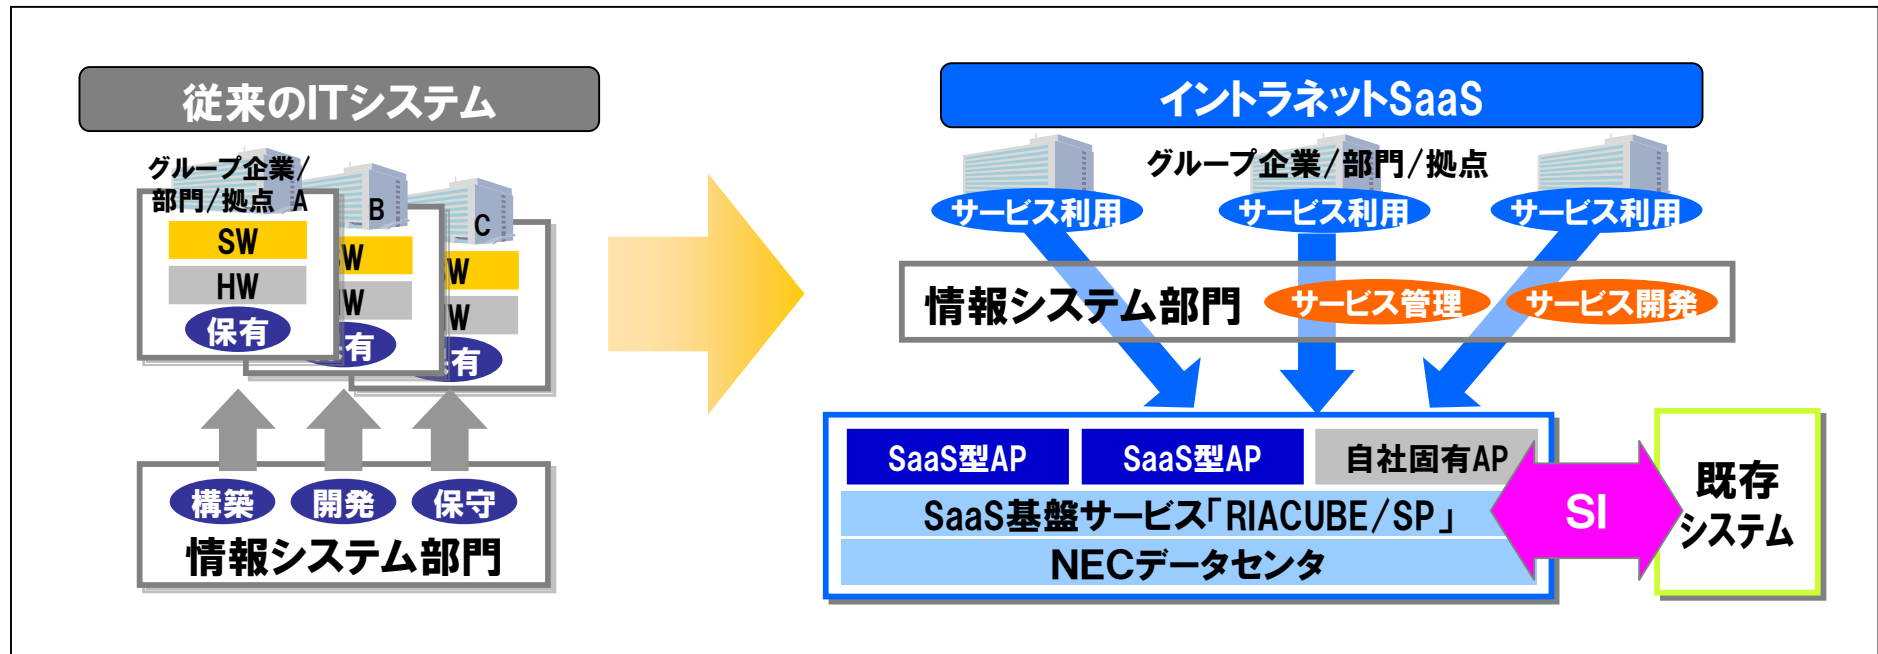 従来のITシステム
グループ企業/
部門/拠点 A
B
C
SW
HW
保有
W
W
有
W
W
有
構築
開発
保守
情報システム部門
イントラネットSaaS
グループ企業/部門/拠点
サービス利用
サービス利用
サービス利用
情報システム部門
サービス管理
サービス開発
SaaS型AP
SaaS型AP
自社固有AP
SaaS基盤サービス「RIACUBE/SP」
NECデータセンタ
SI
既存
システム